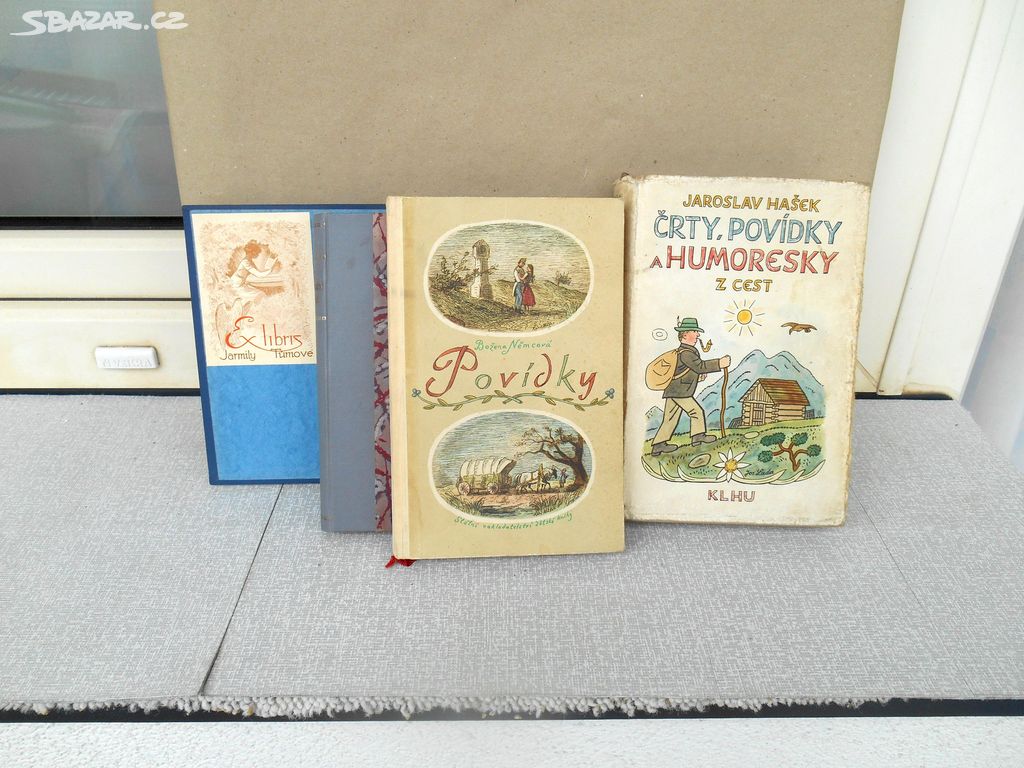 SBAZAR.CZ
Ex libris
Jarmily Tůmové
Božena Němcová
Povídky
Státní nakladatelství dětské knihy
JAROSLAV HAŠEK
ČRTY, POVÍDKY
A HUMORESKY
Z CEST
KLHU